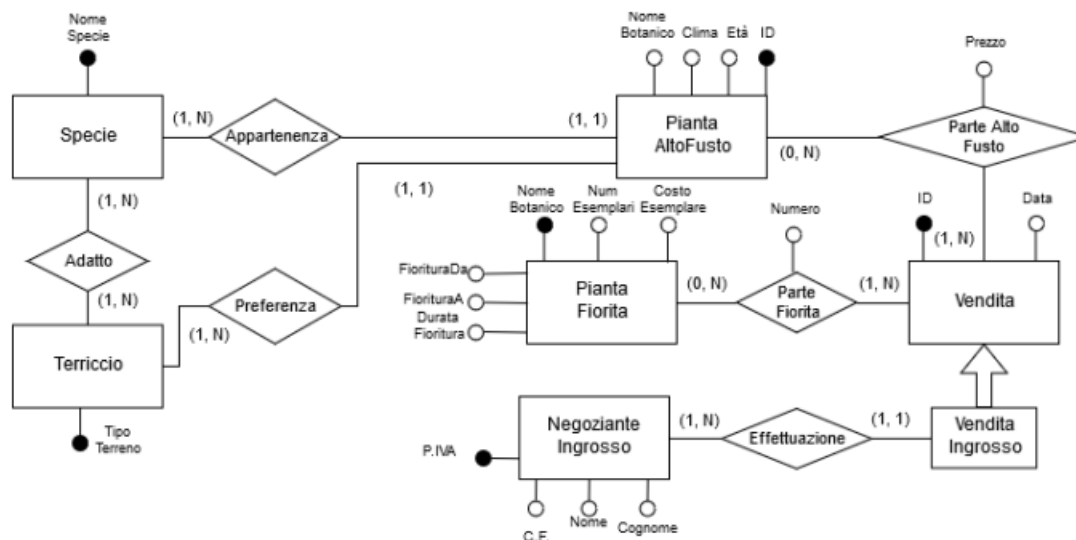 Nome
Specie
Nome
Botanico
Clima
Età
ID
Prezzo
Specie
(1, N)
Appartenenza
(1, 1)
Pianta
AltoFusto
(0, N)
Parte Alto
Fusto
(1, N)
(1, 1)
Nome
Botanico
Num
Esemplari
Costo
Esemplare
Numero
ID
(1, N)
Data
Adatto
FiorituraDa
FiorituraA
Durata
Fioritura
Pianta
Fiorita
(0, N)
Parte
Fiorita
(1, N)
Vendita
(1, N)
Preferenza
(1, N)
Terriccio
Tipo
Terreno
Negoziante
Ingrosso
(1, N)
Effettuazione
(1, 1)
Vendita
Ingrosso
P.IVA
C.F.
Nome
Cognome